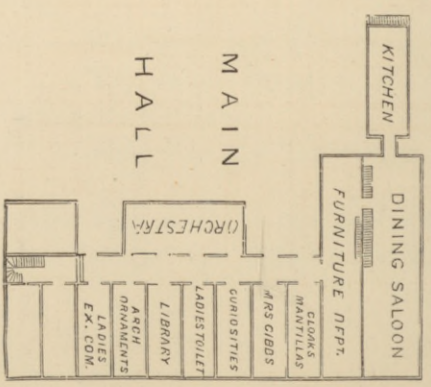 MAIN
HALL
KITCHEN
DINING SALOON
FURNITURE DEPT.
ORCHESTRA
LADIES
EX. COM.
ARCH
ORNAMENTS
LIBRARY
LADIES TOILET
CURIOSITIES
MRS GIBBS
CLOAKS
MANTILLAS